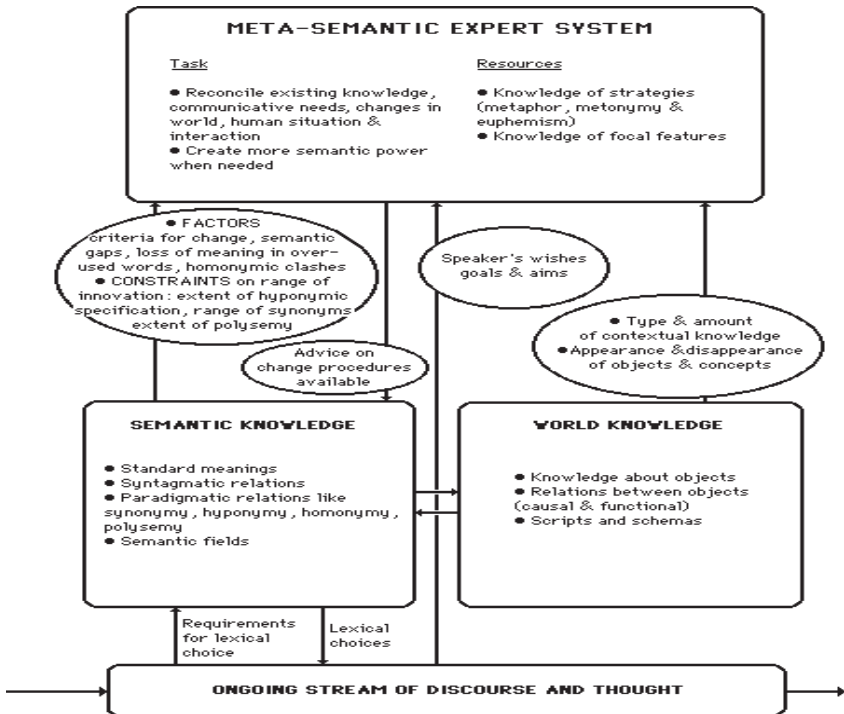 META-SEMANTIC EXPERT SYSTEM
Task
● Reconcile existing knowledge,
communicative needs, changes in
world, human situation &
interaction
● Create more semantic power
when needed
Resources
● Knowledge of strategies
(metaphor, metonymy &
euphemism)
● Knowledge of focal features
● FACTORS
criteria for change, semantic
gaps, loss of meaning in over-
used words, homonymic clashes
● CONSTRAINTS on range of
innovation: extent of hyponymic
specification, range of synonyms
extent of polysemy
Speaker's wishes
goals & aims
Advice on
change procedures
available
● Type & amount
of contextual knowledge
●Appearance &disappearance
of objects & concepts
SEMANTIC KNOWLEDGE
● Standard meanings
● Syntagmatic relations
● Paradigmatic relations like
synonymy, hyponymy, homonymy,
polysemy
● Semantic fields
WORLD KNOWLEDGE
● Knowledge about objects
● Relations between objects
(causal & functional)
● Scripts and schemas
Requirements
for lexical
choice
Lexical
choices
ONGOING STREAM OF DISCOURSE AND THOUGHT